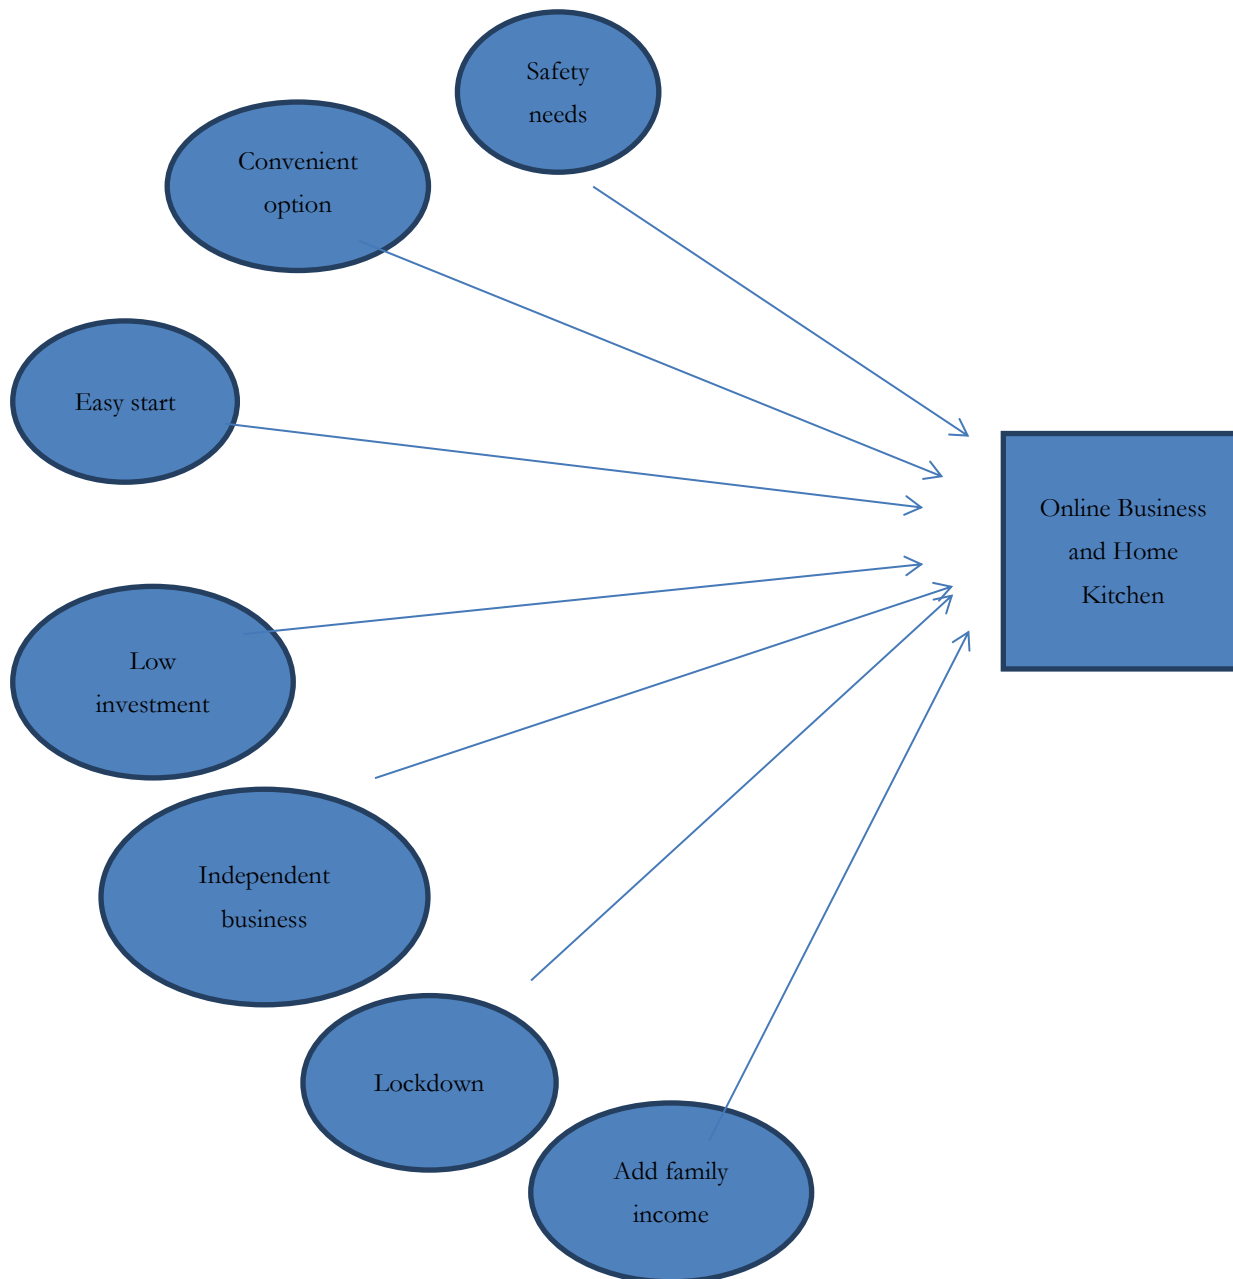 Safety
needs
Convenient
option
Easy start
Online Business
and Home
Kitchen
Low
investment
Independent
business
Lockdown
Add family
income